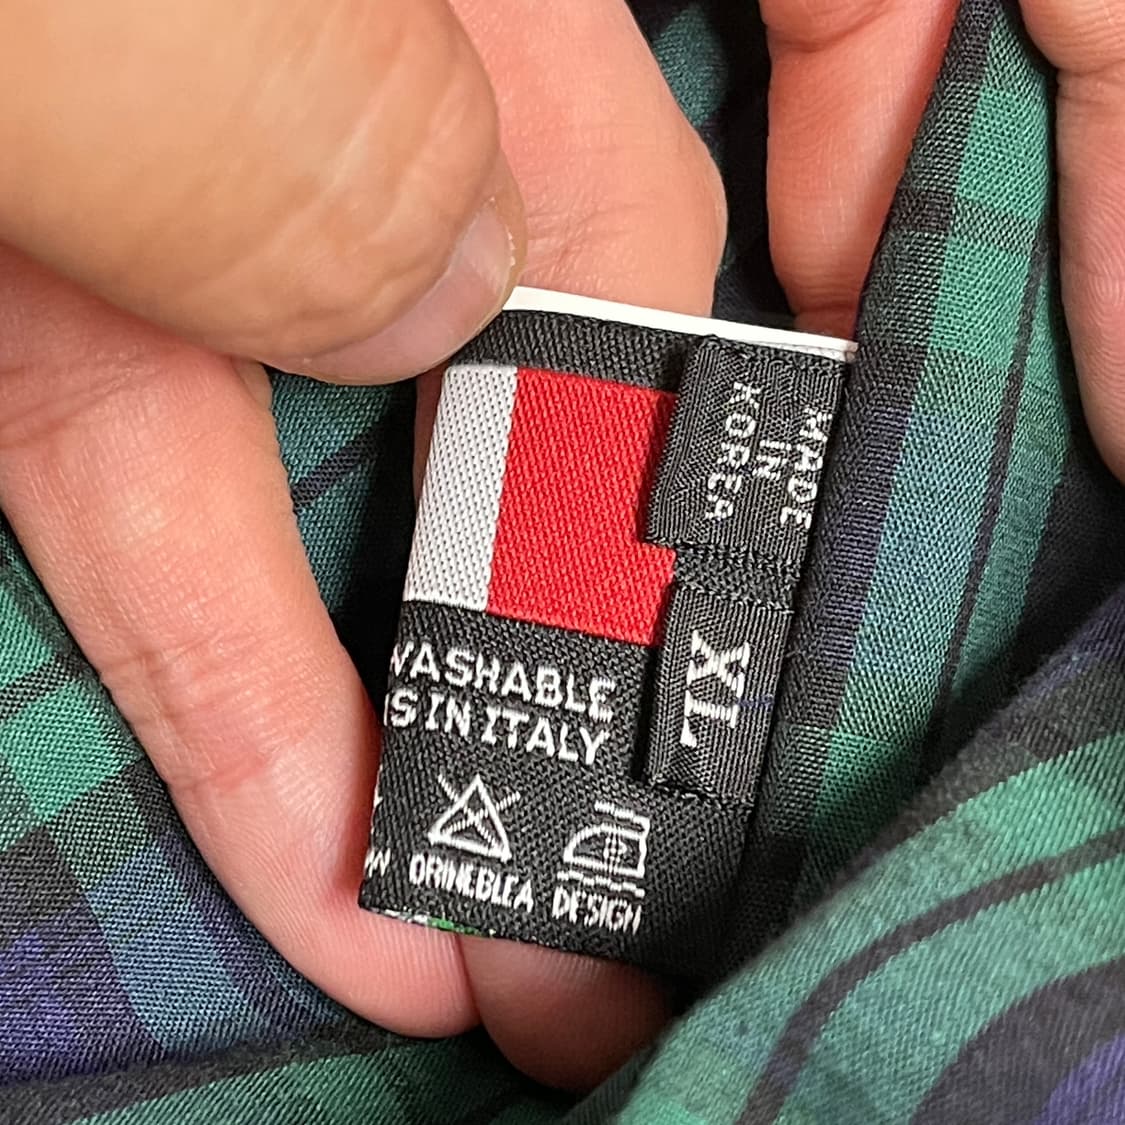 MADE
IN
KOREA
XL
WASHABLE
IS IN ITALY
ORINEBLEA
DESIGN